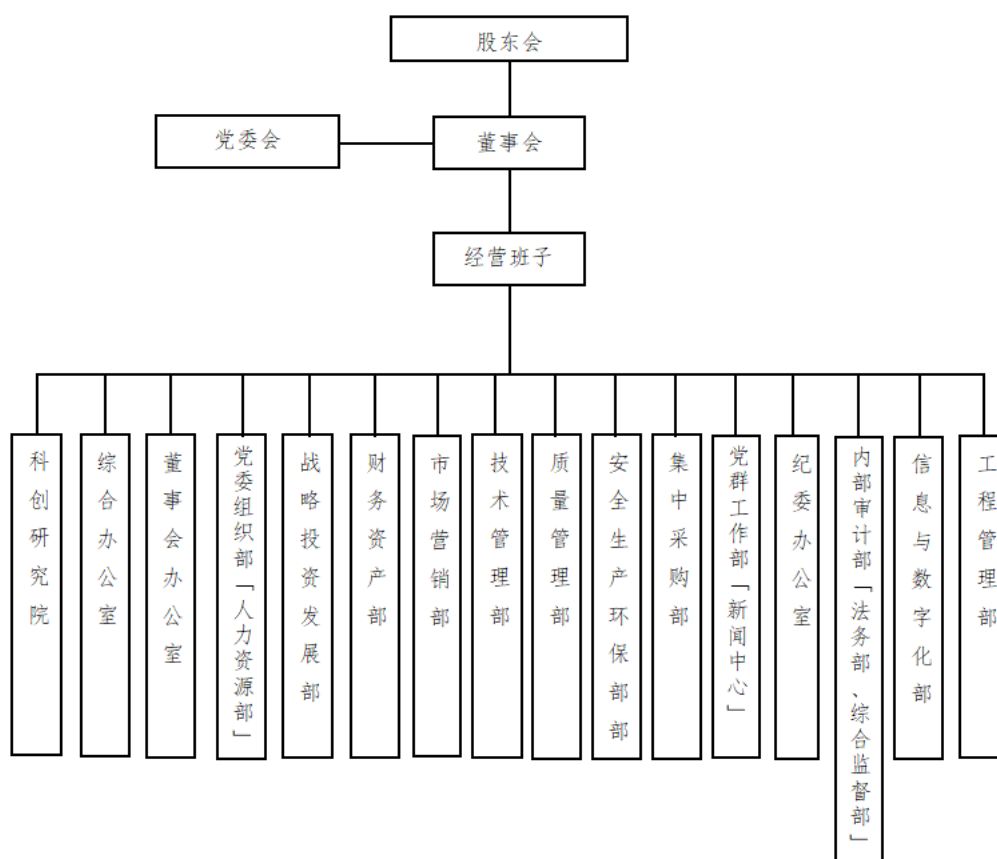 股东会
党委会
董事会
经营班子
科创研究院
综合办公室
董事会办公室
党委组织部「人力资源部」
战略投资发展部
财务资产部
市场营销部
技术管理部
质量管理部
安全生产环保部部
集中采购部
党群工作部「新闻中心」
纪委办公室
内部审计部「法务部、综合监督部」
信息与数字化部
工程管理部